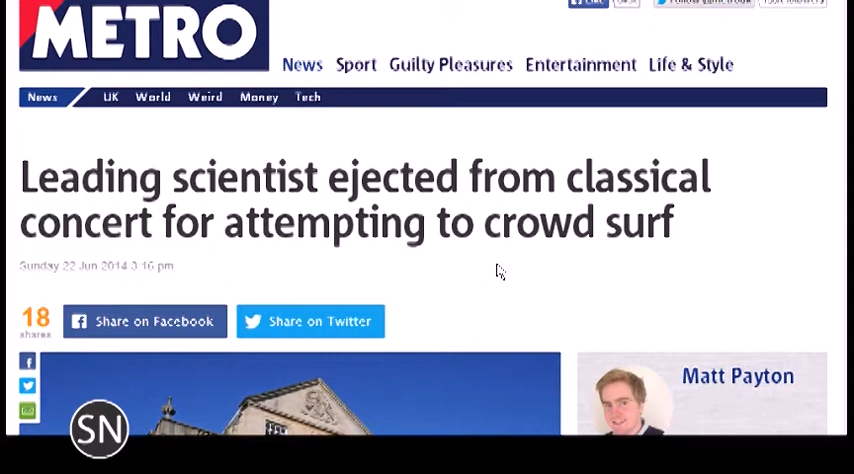 METRO
News Sport Guilty Pleasures Entertainment Life & Style
News UK World Weird Money Tech
Leading scientist ejected from classical
concert for attempting to crowd surf
Sunday 22 Jun 2014 3:16 pm
18
shares
Share on Facebook
Share on Twitter
Matt Payton
SN